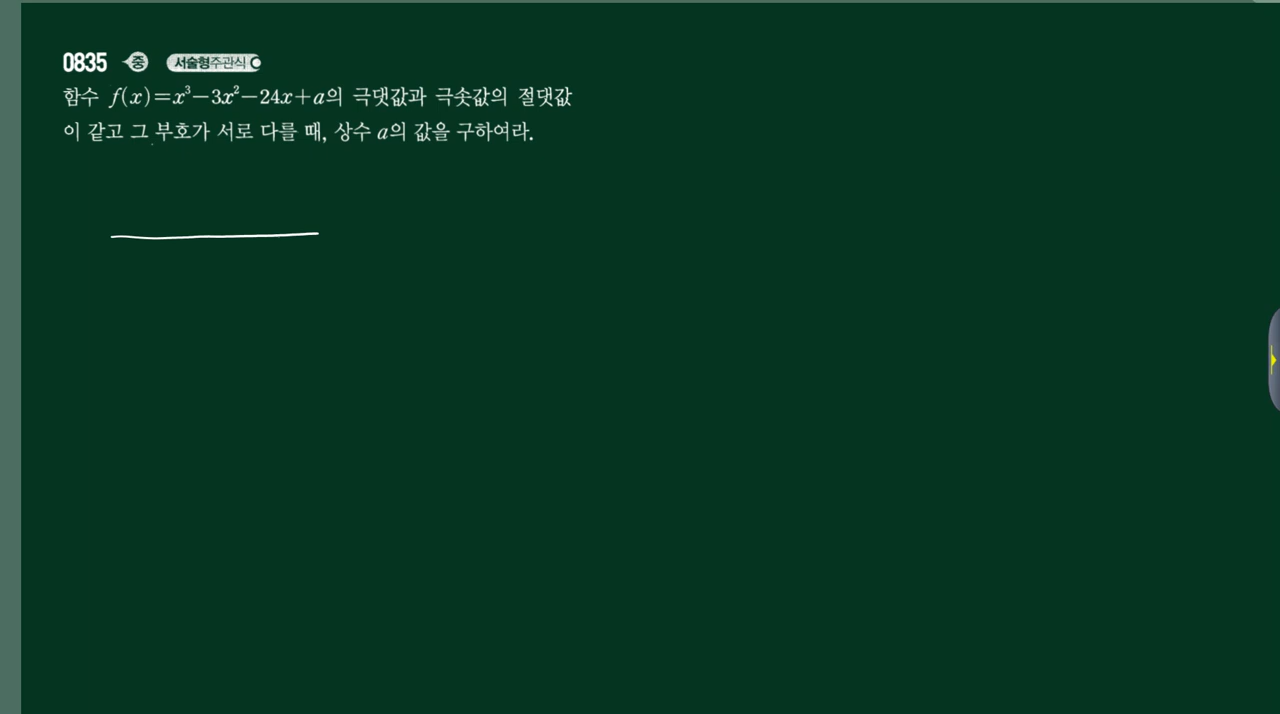 0835 중 서술형주관식
함수 f(x)=x³-3x²-24x+a의 극댓값과 극솟값의 절댓값
이 같고 그 부호가 서로 다를 때, 상수 a의 값을 구하여라.